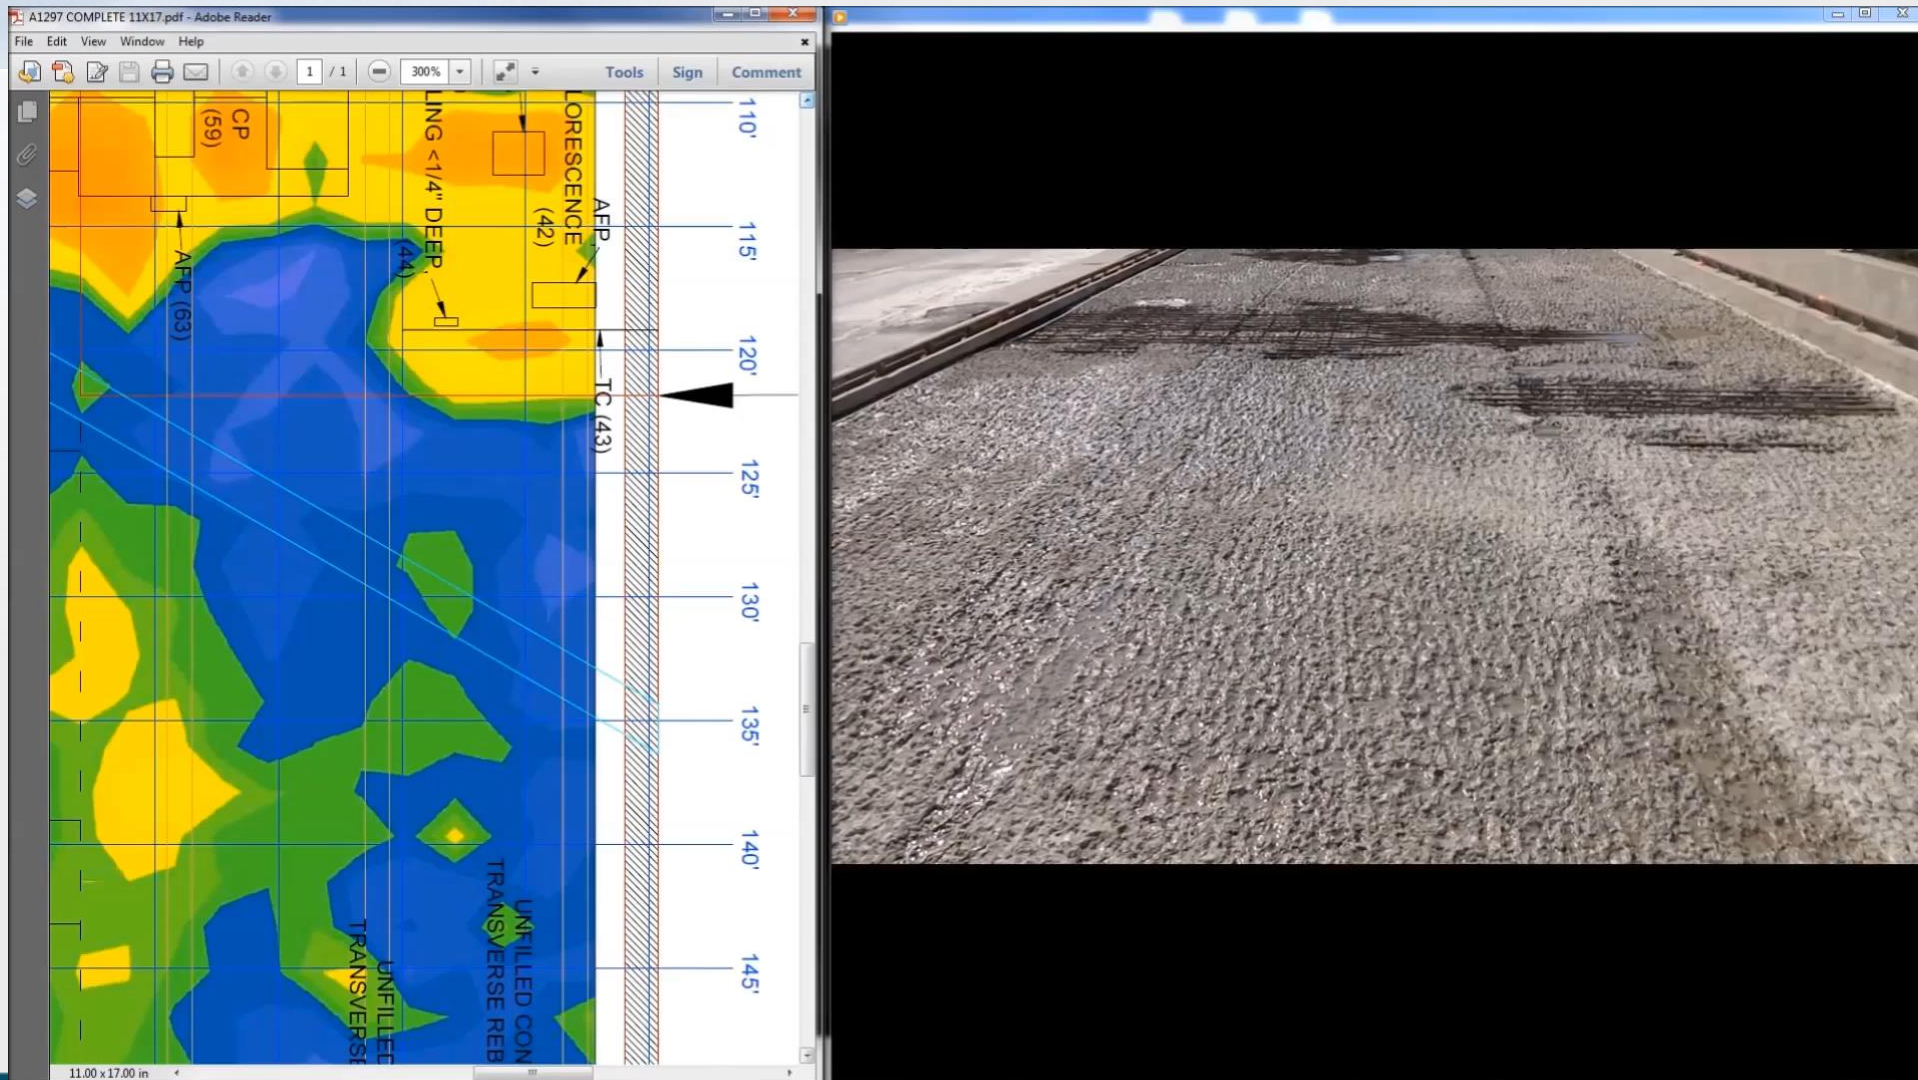 A1297 COMPLETE 11X17.pdf - Adobe Reader
File Edit View Window Help
1 / 1 300% Tools Sign Comment
110'
115'
120'
125'
130'
135'
140'
145'
CP
(59)
AFP (63)
LING <1/4" DEEP,
(44)
LORESCENCE
(42)
AFP,
TC (43)
UNFILLED CON
TRANSVERSE REB
UNFILLED
TRANSVERSE
11.00 x 17.00 in